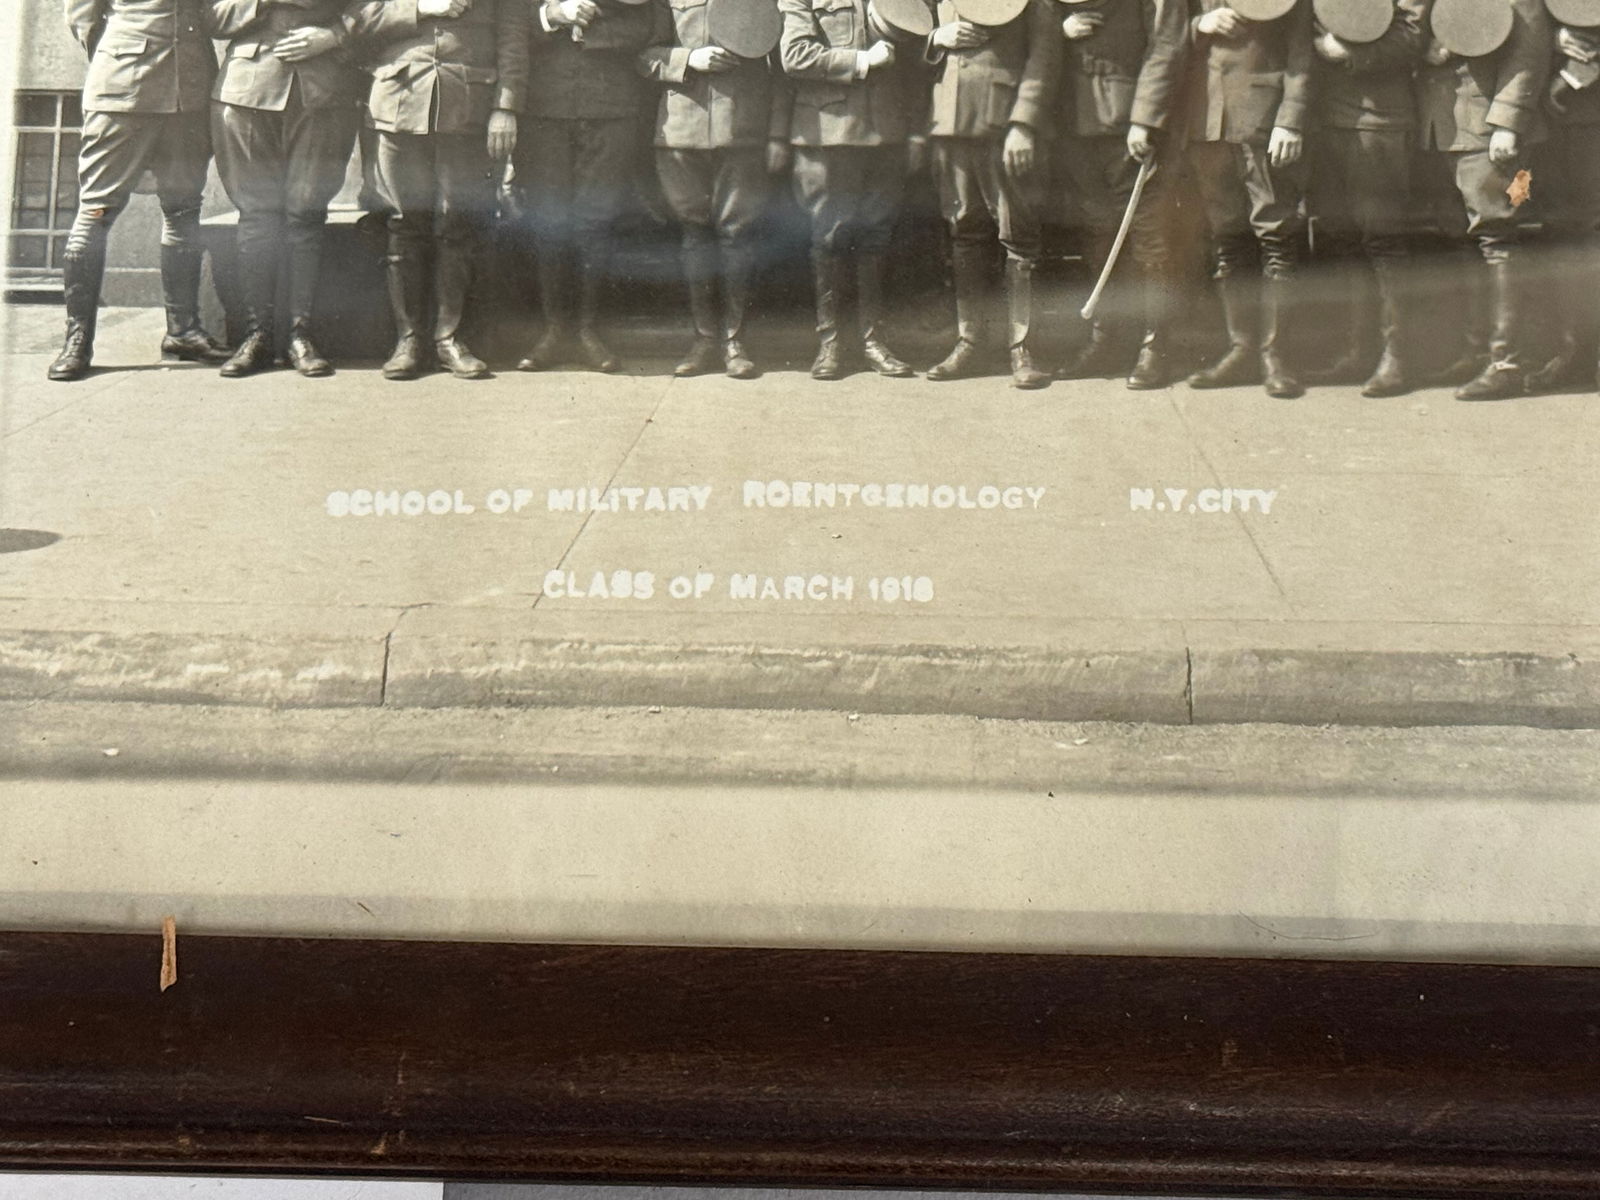 SCHOOL OF MILITARY ROENTGENOLOGY N.Y.CITY
CLASS OF MARCH 1918